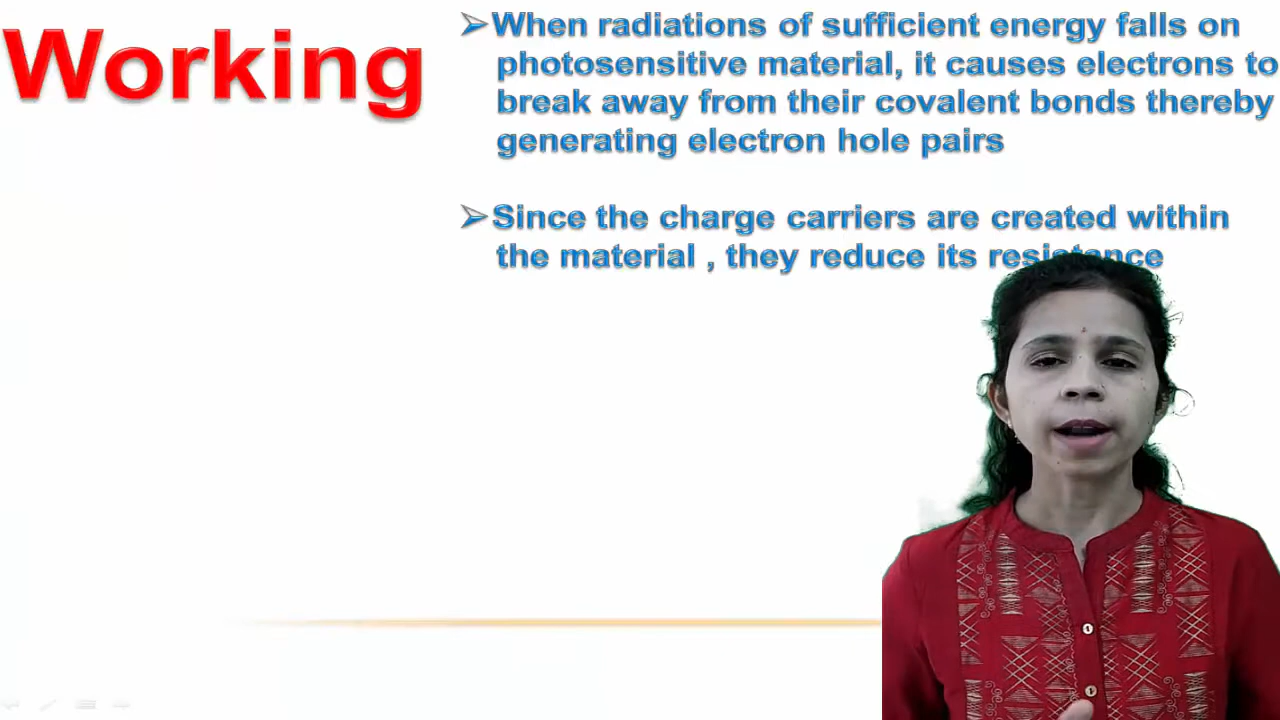 Working
➢When radiations of sufficient energy falls on
photosensitive material, it causes electrons to
break away from their covalent bonds thereby
generating electron hole pairs
➢Since the charge carriers are created within
the material , they reduce its resistance